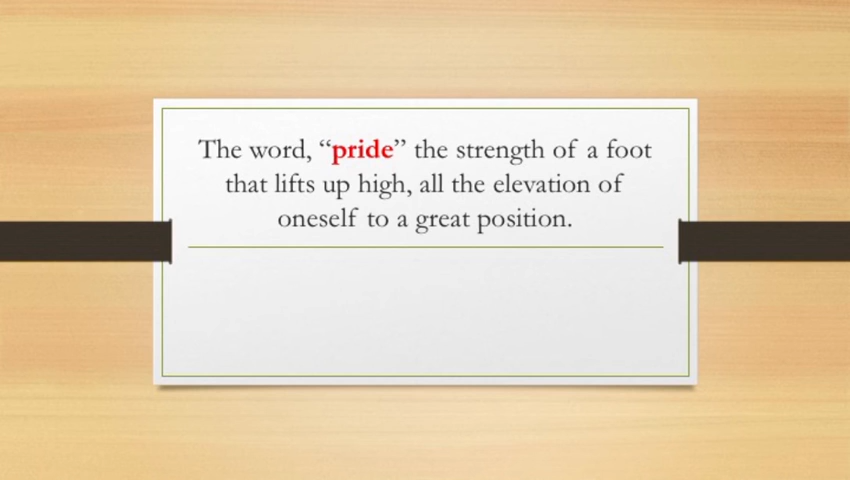 The word, “pride” the strength of a foot
that lifts up high, all the elevation of
oneself to a great position.